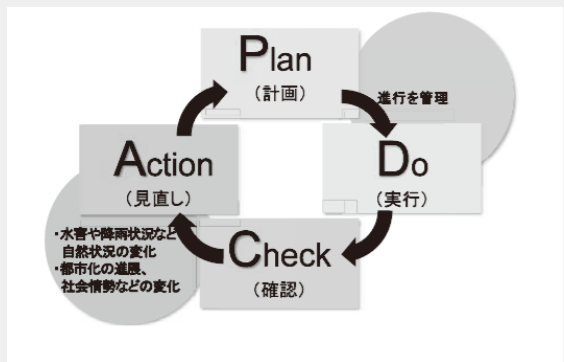 Plan
(計画)
進行を管理
Do
(実行)
Check
(確認)
Action
(見直し)
・水害や降雨状況など
自然状況の変化
・都市化の進展、
社会情勢などの変化